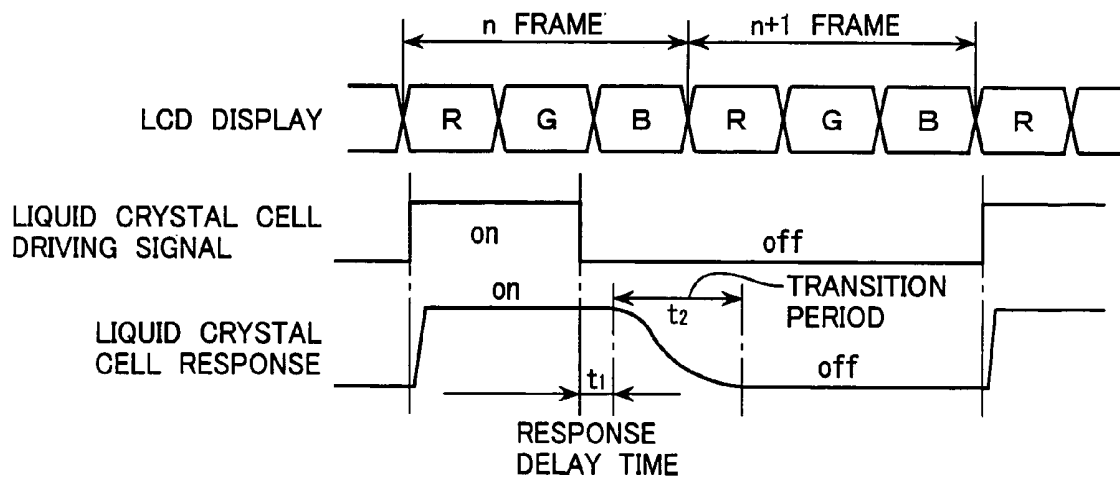 n FRAME
n+1 FRAME
LCD DISPLAY
R G B R G B R
LIQUID CRYSTAL CELL
DRIVING SIGNAL
on
off
on
t2
TRANSITION
PERIOD
LIQUID CRYSTAL
CELL RESPONSE
off
t1
RESPONSE
DELAY TIME